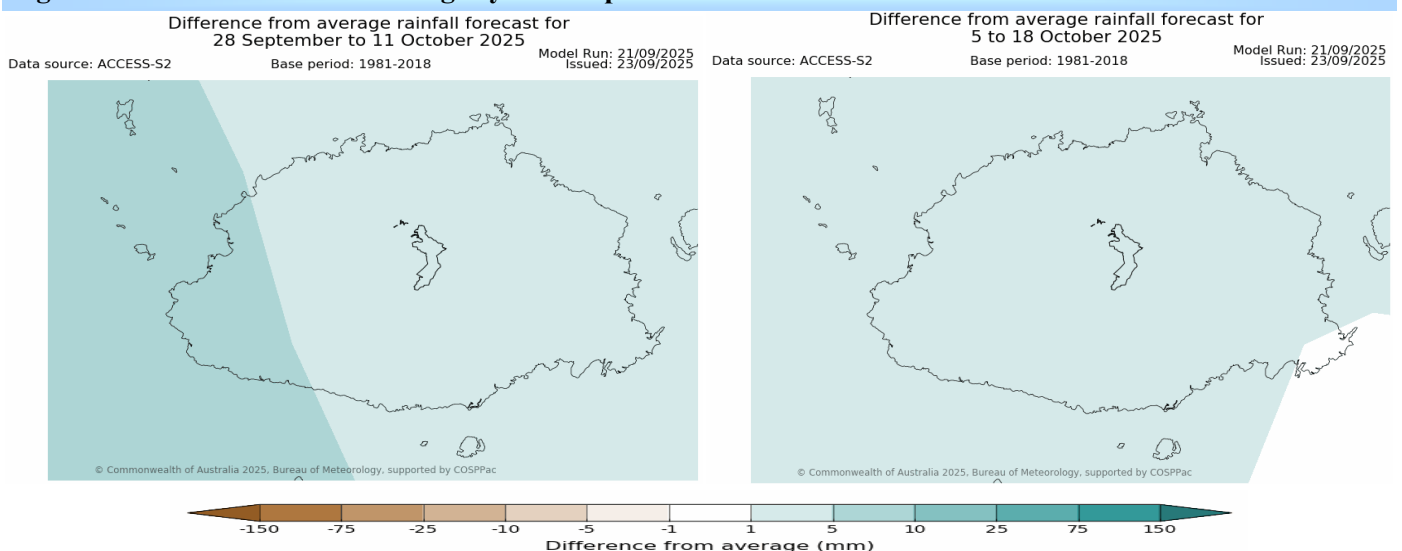 Difference from average rainfall forecast for
28 September to 11 October 2025
Model Run: 21/09/2025
Data source: ACCESS-S2 Base period: 1981-2018 Issued: 23/09/2025
© Commonwealth of Australia 2025, Bureau of Meteorology, supported by COSPPac
Difference from average rainfall forecast for
5 to 18 October 2025
Model Run: 21/09/2025
Data source: ACCESS-S2 Base period: 1981-2018 Issued: 23/09/2025
© Commonwealth of Australia 2025, Bureau of Meteorology, supported by COSPPac
-150 -75 -25 -10 -5 -1 1 5 10 25 75 150
Difference from average (mm)